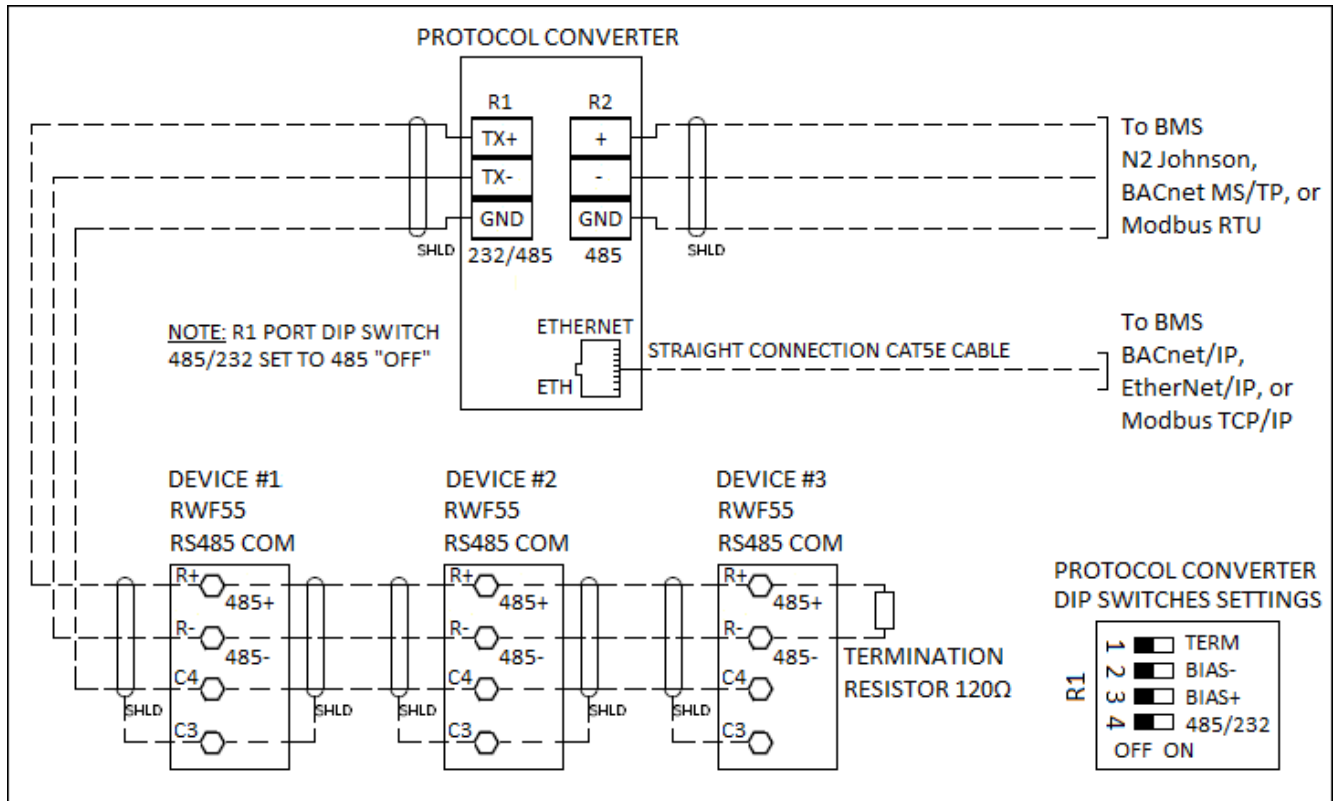 PROTOCOL CONVERTER
R1
R2
TX+
+
TX-
-
GND
GND
SHLD
232/485
485
SHLD
To BMS
N2 Johnson,
BACnet MS/TP, or
Modbus RTU
NOTE: R1 PORT DIP SWITCH
485/232 SET TO 485 "OFF"
ETHERNET
ETH
STRAIGHT CONNECTION CAT5E CABLE
To BMS
BACnet/IP,
EtherNet/IP, or
Modbus TCP/IP
DEVICE #1
RWF55
RS485 COM
R+
485+
R-
485-
C4
SHLD
SHLD
C3
DEVICE #2
RWF55
RS485 COM
R+
485+
R-
485-
C4
SHLD
SHLD
C3
DEVICE #3
RWF55
RS485 COM
R+
485+
R-
485-
C4
SHLD
C3
TERMINATION
RESISTOR 120Ω
PROTOCOL CONVERTER
DIP SWITCHES SETTINGS
R1
1 TERM
2 BIAS-
3 BIAS+
4 485/232
OFF ON